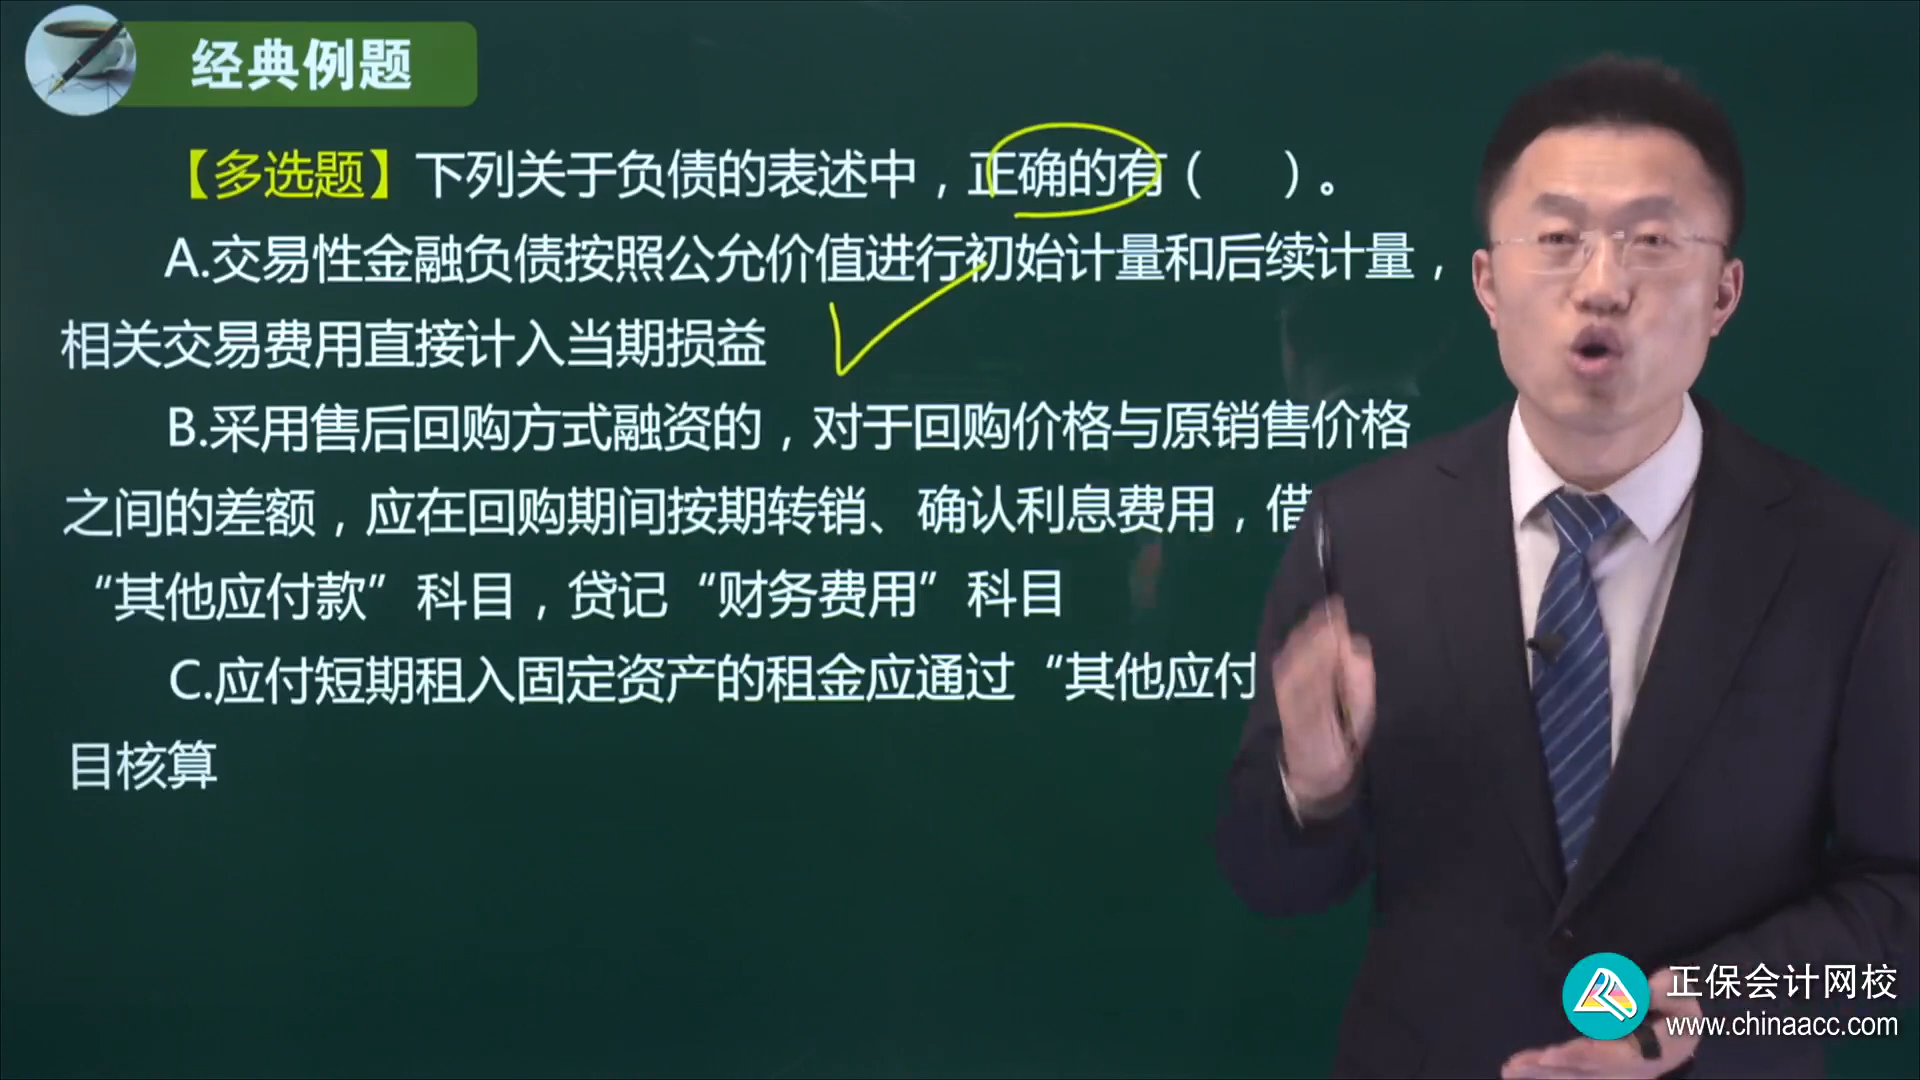 经典例题
【多选题】下列关于负债的表述中，正确的有（ ）。
A.交易性金融负债按照公允价值进行初始计量和后续计量，
相关交易费用直接计入当期损益
B.采用售后回购方式融资的，对于回购价格与原销售价格
之间的差额，应在回购期间按期转销、确认利息费用，借
“其他应付款”科目，贷记“财务费用”科目
C.应付短期租入固定资产的租金应通过“其他应付
目核算
正保会计网校
www.chinaacc.com